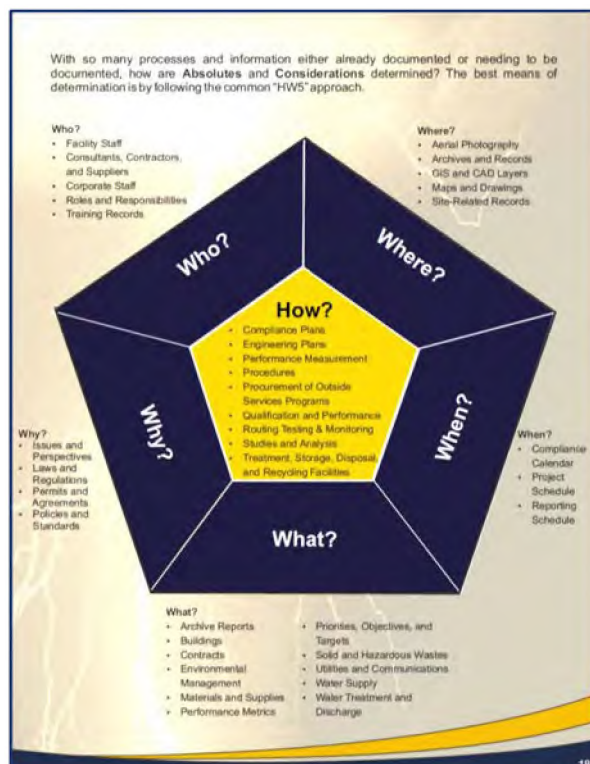 With so many processes and information either already documented or needing to be
documented, how are Absolutes and Considerations determined? The best means of
determination is by following the common "HW5" approach.
Who?
• Facility Staff
• Consultants, Contractors,
and Suppliers
• Corporate Staff
• Roles and Responsibilities
• Training Records
Where?
• Aerial Photography
• Archives and Records
• GIS and CAD Layers
• Maps and Drawings
• Site-Related Records
Who?
Where?
How?
• Compliance Plans
• Engineering Plans
• Performance Measurement
• Procedures
• Procurement of Outside
Services Programs
• Qualification and Performance
• Routing Testing & Monitoring
• Studies and Analysis
• Treatment, Storage, Disposal,
and Recycling Facilities
Why?
When?
What?
Why?
• Issues and
Perspectives
• Laws and
Regulations
• Permits and
Agreements
• Policies and
Standards
When?
• Compliance
Calendar
• Project
Schedule
• Reporting
Schedule
What?
• Archive Reports
• Buildings
• Contracts
• Environmental
Management
• Materials and Supplies
• Performance Metrics
• Priorities, Objectives, and
Targets
• Solid and Hazardous Wastes
• Utilities and Communications
• Water Supply
• Water Treatment and
Discharge